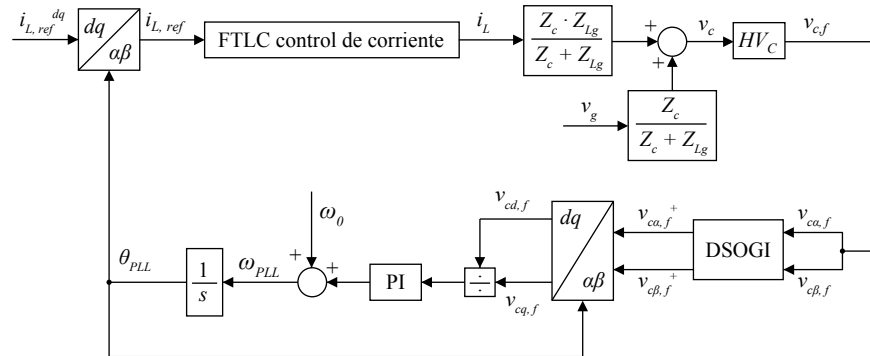 i_{L, ref}^{dq}
dq
αβ
i_{L, ref}
FTLC control de corriente
i_L
Z_c · Z_{Lg}
Z_c + Z_{Lg}
+
+
v_c
HV_C
v_{c,f}
v_g
Z_c
Z_c + Z_{Lg}
θ_{PLL}
1
s
ω_{PLL}
ω_0
+
+
PI
÷
v_{cd, f}
v_{cq, f}
dq
αβ
v_{cα, f}^+
v_{cβ, f}^+
DSOGI
v_{cα, f}
v_{cβ, f}